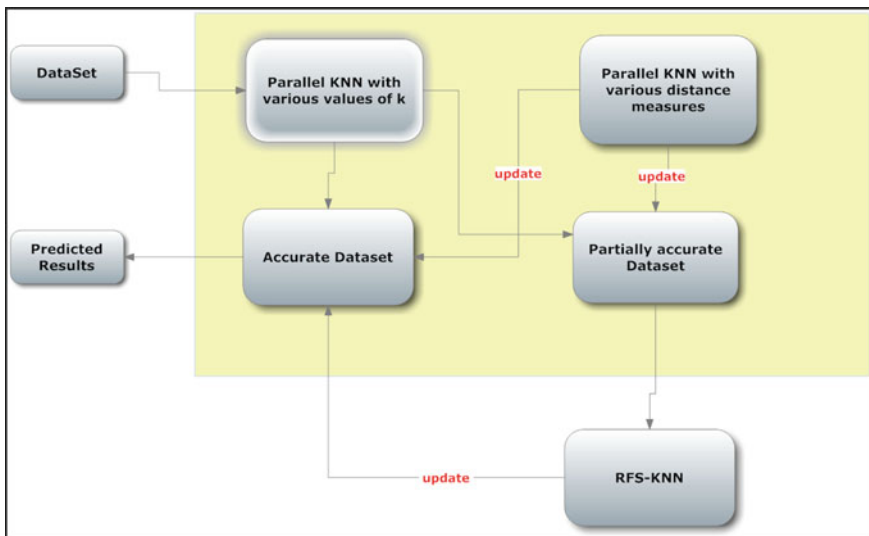 DataSet
Parallel KNN with
various values of k
Parallel KNN with
various distance
measures
update
update
Predicted
Results
Accurate Dataset
Partially accurate
Dataset
update
RFS-KNN